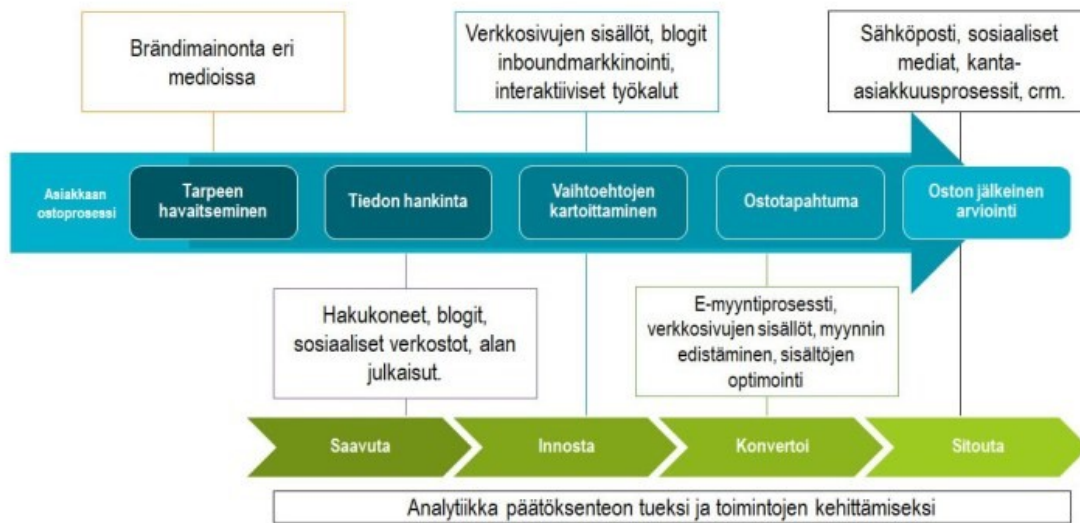 Brändimainonta eri
medioissa
Verkkosivujen sisällöt, blogit
inboundmarkkinointi,
interaktiiviset työkalut
Sähköposti, sosiaaliset
mediat, kanta-
asiakkuusprosessit, crm.
Asiakkaan
ostoprosessi
Tarpeen
havaitseminen
Tiedon hankinta
Vaihtoehtojen
kartoittaminen
Ostotapahtuma
Oston jälkeinen
arviointi
Hakukoneet, blogit,
sosiaaliset verkostot, alan
julkaisut.
E-myyntiprosessti,
verkkosivujen sisällöt, myynnin
edistäminen, sisältöjen
optimointi
Saavuta
Innosta
Konvertoi
Sitouta
Analytiikka päätöksenteon tueksi ja toimintojen kehittämiseksi